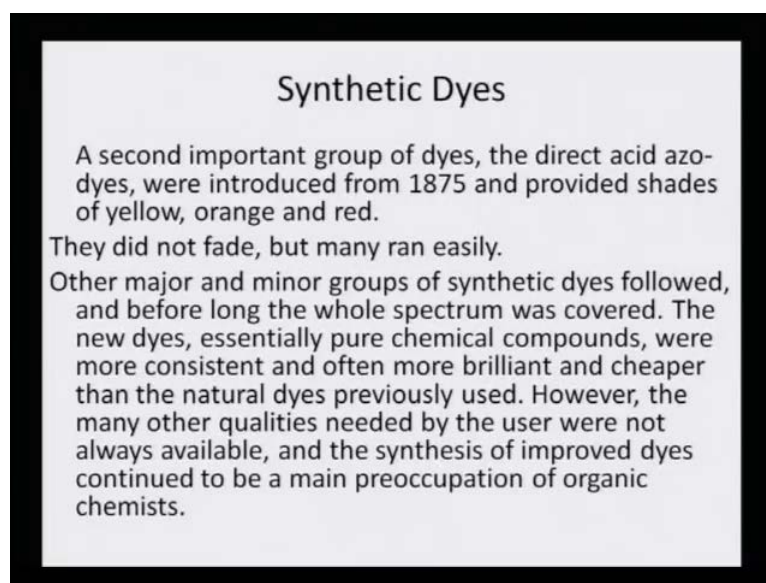 Synthetic Dyes
A second important group of dyes, the direct acid azo-
dyes, were introduced from 1875 and provided shades
of yellow, orange and red.
They did not fade, but many ran easily.
Other major and minor groups of synthetic dyes followed,
and before long the whole spectrum was covered. The
new dyes, essentially pure chemical compounds, were
more consistent and often more brilliant and cheaper
than the natural dyes previously used. However, the
many other qualities needed by the user were not
always available, and the synthesis of improved dyes
continued to be a main preoccupation of organic
chemists.